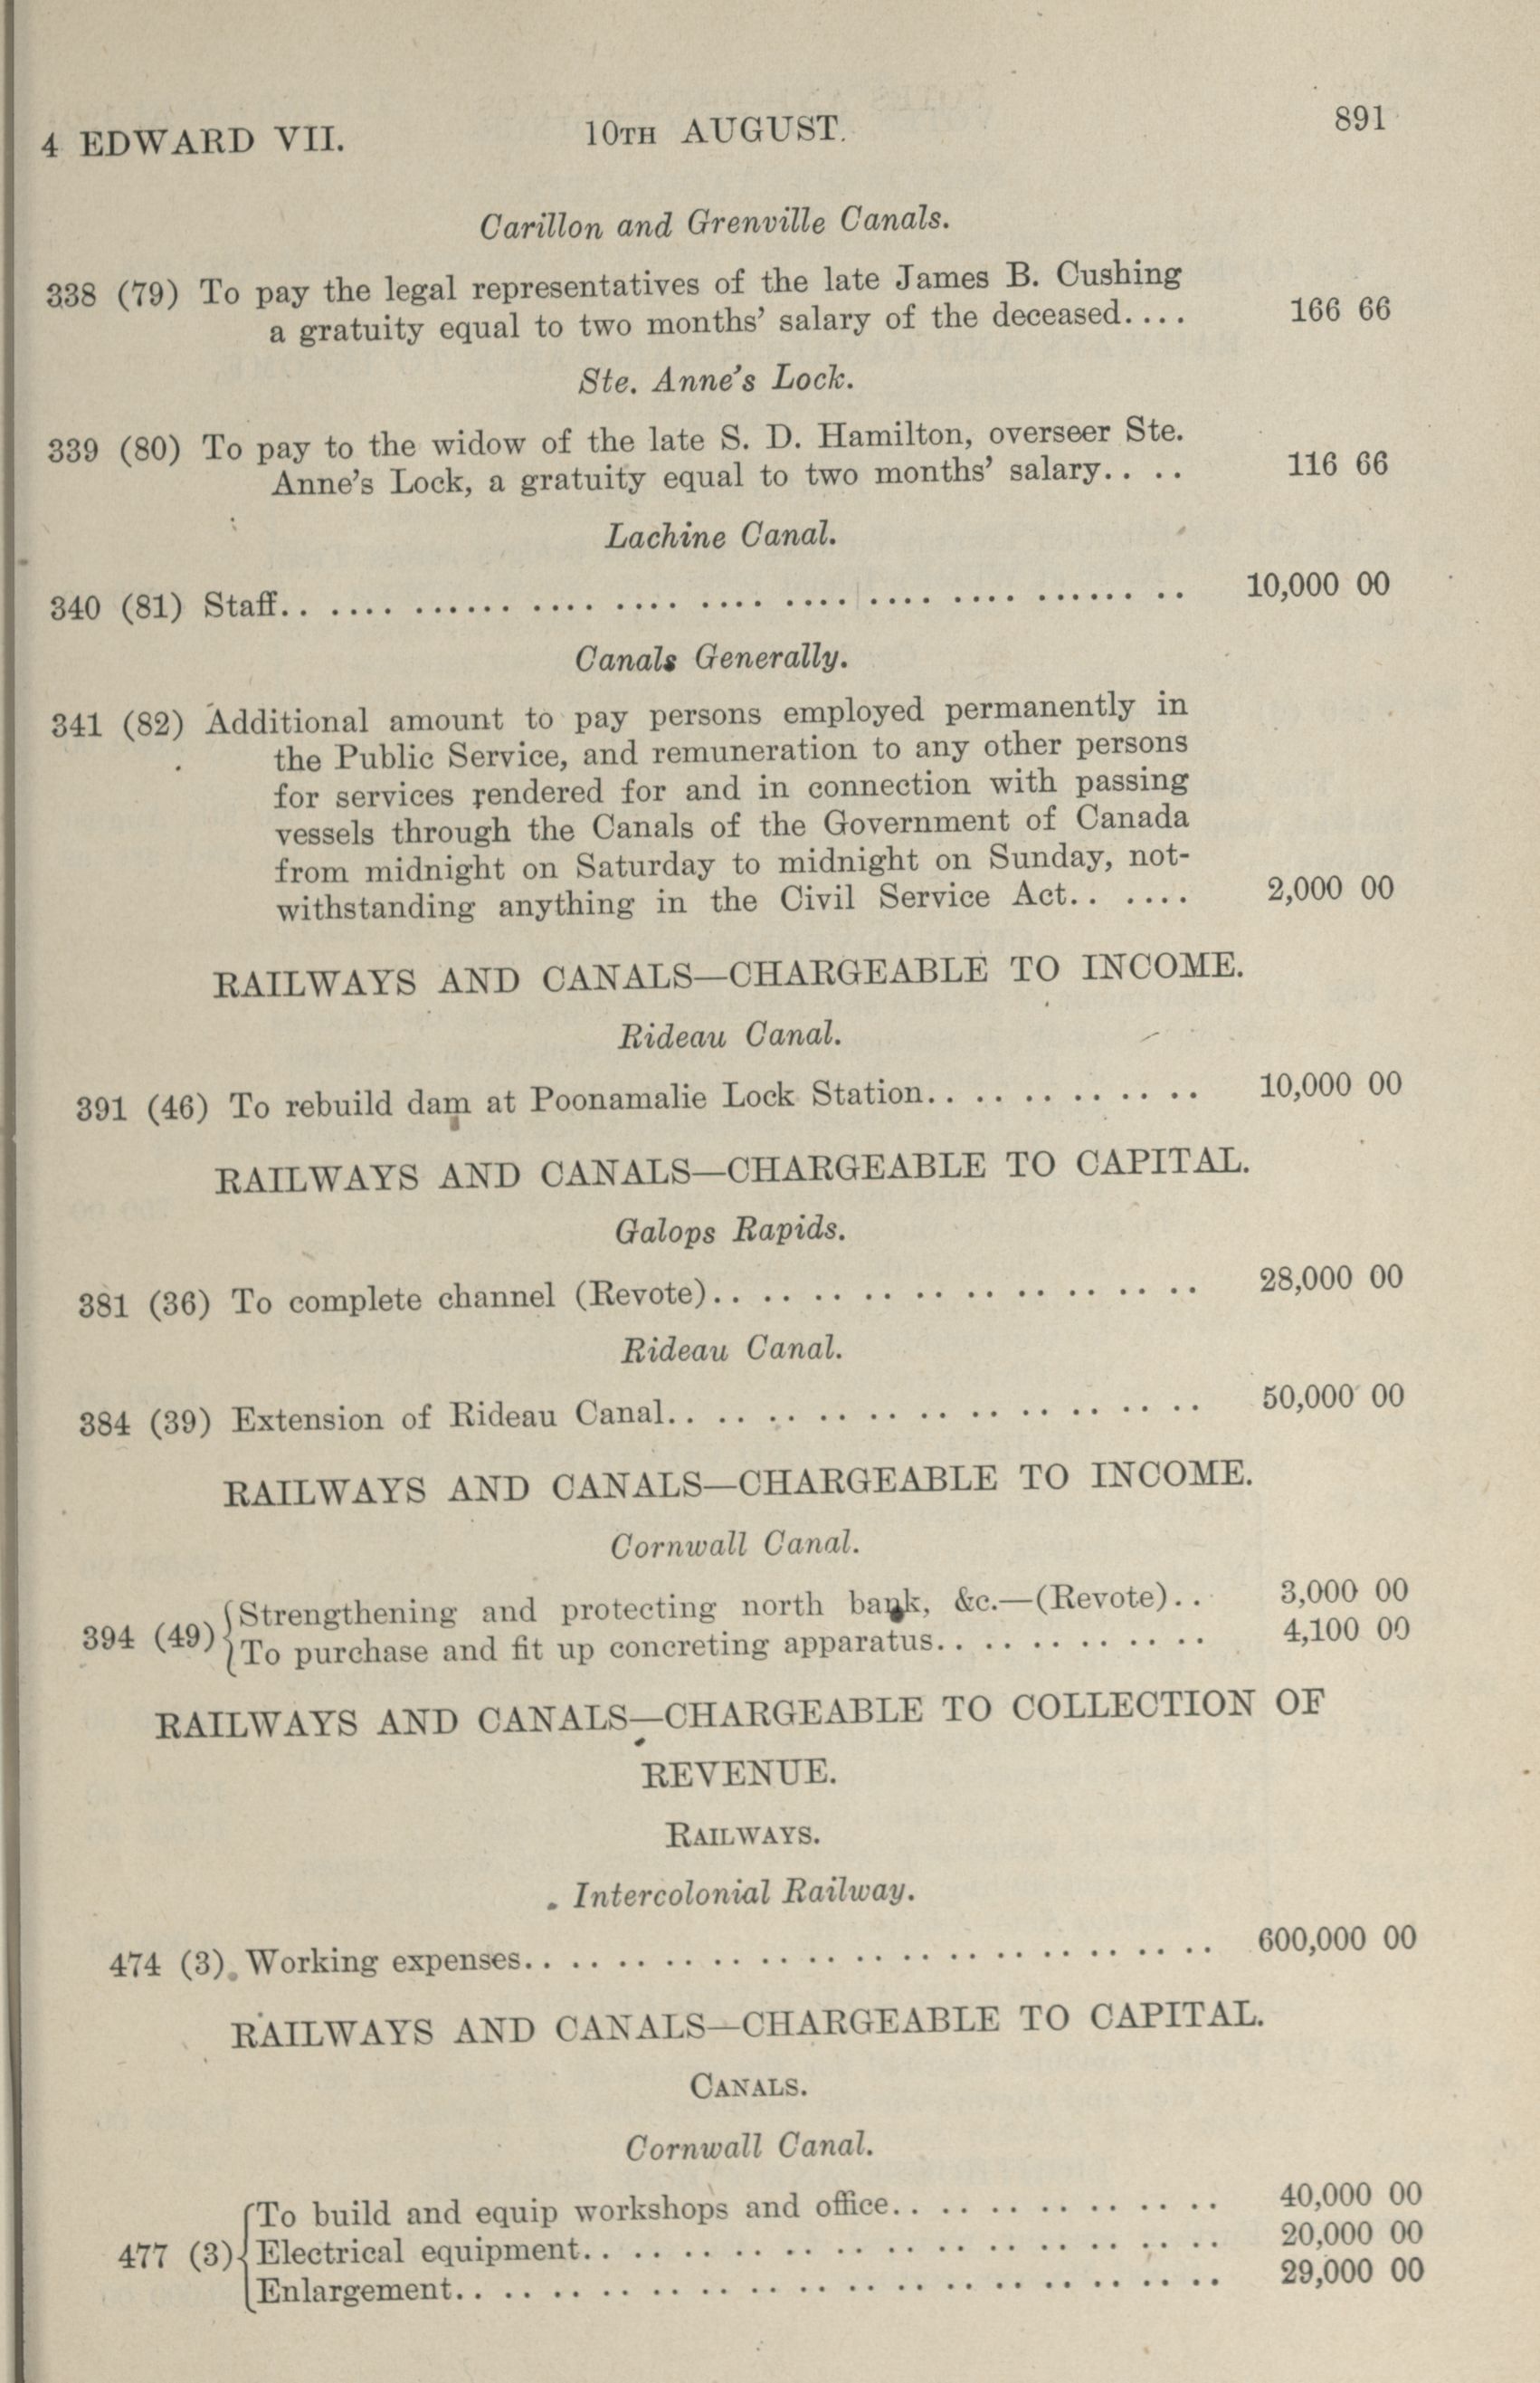 4 EDWARD VII. 10TH AUGUST. 891
Carillon and Grenville Canals.
338 (79) To pay the legal representatives of the late James B. Cushing
a gratuity equal to two months' salary of the deceased.... 166 66
Ste. Anne's Lock.
339 (80) To pay to the widow of the late S. D. Hamilton, overseer Ste.
Anne's Lock, a gratuity equal to two months' salary.. .. 116 66
Lachine Canal.
340 (81) Staff.. .... ...... .... .... .... .... .... .... ...... .. 10,000 00
Canals Generally.
341 (82) Additional amount to pay persons employed permanently in
the Public Service, and remuneration to any other persons
for services rendered for and in connection with passing
vessels through the Canals of the Government of Canada
from midnight on Saturday to midnight on Sunday, not-
withstanding anything in the Civil Service Act.. .... 2,000 00
RAILWAYS AND CANALS—CHARGEABLE TO INCOME.
Rideau Canal.
391 (46) To rebuild dam at Poonamalie Lock Station.. .. .. .. .. .. 10,000 00
RAILWAYS AND CANALS—CHARGEABLE TO CAPITAL.
Galops Rapids.
381 (36) To complete channel (Revote).. .. .. .. .. .. .. .. .. .. 28,000 00
Rideau Canal.
384 (39) Extension of Rideau Canal.. .. .. .. .. .. .. .. .. .. .. 50,000 00
RAILWAYS AND CANALS—CHARGEABLE TO INCOME.
Cornwall Canal.
394 (49) {Strengthening and protecting north bank, &c.—(Revote).. 3,000 00
To purchase and fit up concreting apparatus.. .. .. .. .. .. 4,100 00
RAILWAYS AND CANALS—CHARGEABLE TO COLLECTION OF
REVENUE.
RAILWAYS.
Intercolonial Railway.
474 (3) Working expenses.. .. .. .. .. .. .. .. .. .. .. .. .. .. .. 600,000 00
RAILWAYS AND CANALS—CHARGEABLE TO CAPITAL.
CANALS.
Cornwall Canal.
{To build and equip workshops and office.. .. .. .. .. .. .. 40,000 00
477 (3) Electrical equipment.. .. .. .. .. .. .. .. .. .. .. .. .. 20,000 00
Enlargement.. .. .. .. .. .. .. .. .. .. .. .. .. .. .. .. 29,000 00